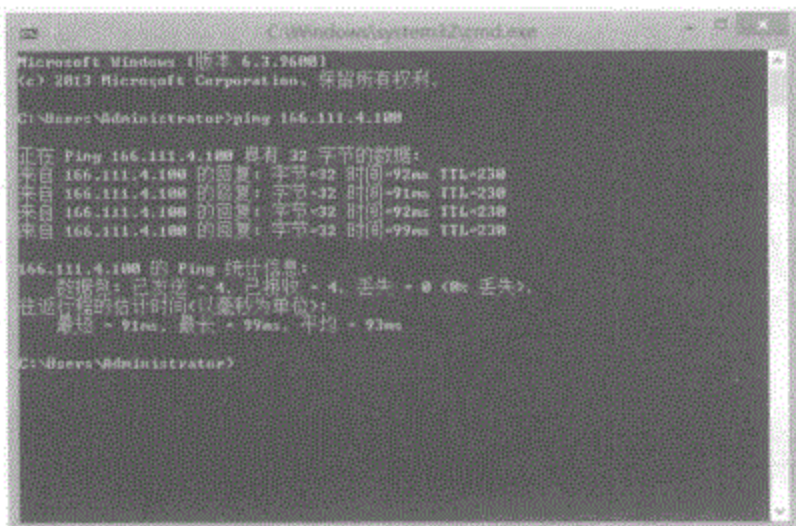 C:\Windows\system32\cmd.exe
Microsoft Windows [版本 6.3.9600]
(c) 2013 Microsoft Corporation。保留所有权利。
C:\Users\Administrator>ping 166.111.4.100
正在 Ping 166.111.4.100 具有 32 字节的数据:
来自 166.111.4.100 的回复: 字节=32 时间=92ms TTL=230
来自 166.111.4.100 的回复: 字节=32 时间=91ms TTL=230
来自 166.111.4.100 的回复: 字节=32 时间=92ms TTL=230
来自 166.111.4.100 的回复: 字节=32 时间=99ms TTL=230
166.111.4.100 的 Ping 统计信息:
数据包: 已发送 = 4，已接收 = 4，丢失 = 0 (0% 丢失)，
往返行程的估计时间(以毫秒为单位):
最短 = 91ms，最长 = 99ms，平均 = 93ms
C:\Users\Administrator>